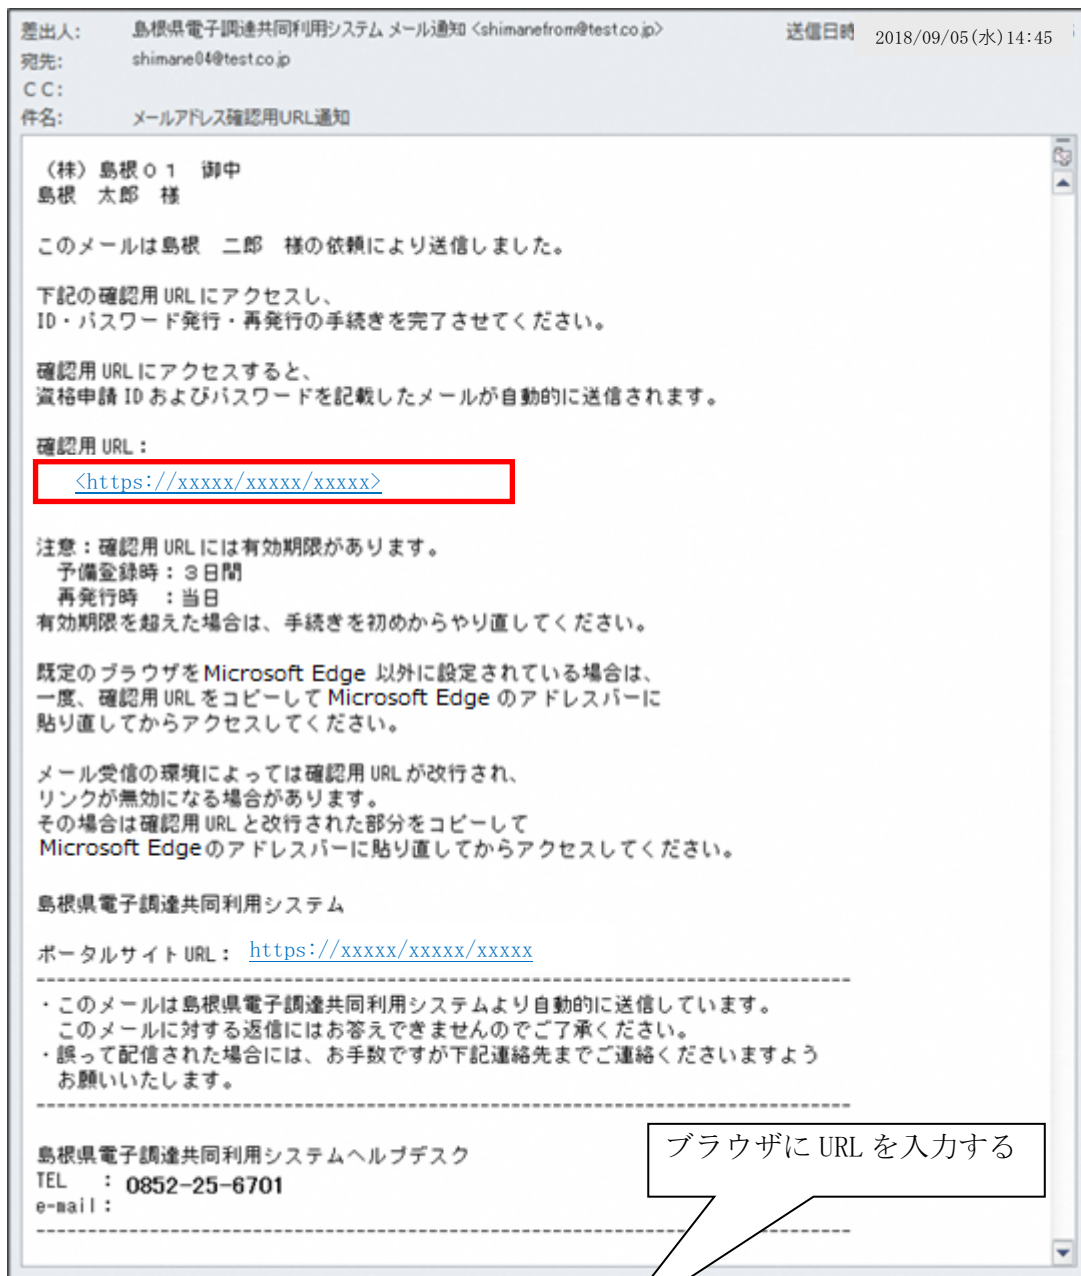 差出人: 島根県電子調達共同利用システム メール通知 <shimanefrom@test.co.jp> 送信日時 2018/09/05(水)14:45
宛先: shimane04@test.co.jp
CC:
件名: メールアドレス確認用URL通知
(株)島根01 御中
島根 太郎 様
このメールは島根 二郎 様の依頼により送信しました。
下記の確認用URLにアクセスし、
ID・パスワード発行・再発行の手続きを完了させてください。
確認用URLにアクセスすると、
資格申請IDおよびパスワードを記載したメールが自動的に送信されます。
確認用URL:
<https://xxxxx/xxxxx/xxxxx>
注意:確認用URLには有効期限があります。
予備登録時:3日間
再発行時 :当日
有効期限を超えた場合は、手続きを初めからやり直してください。
既定のブラウザをMicrosoft Edge 以外に設定されている場合は、
一度、確認用URLをコピーしてMicrosoft Edge のアドレスバーに
貼り直してからアクセスしてください。
メール受信の環境によっては確認用URLが改行され、
リンクが無効になる場合があります。
その場合は確認用URLと改行された部分をコピーして
Microsoft Edgeのアドレスバーに貼り直してからアクセスしてください。
島根県電子調達共同利用システム
ポータルサイトURL: https://xxxxx/xxxxx/xxxxx
------------------------------------------------------------------------------
・このメールは島根県電子調達共同利用システムより自動的に送信しています。
このメールに対する返信にはお答えできませんのでご了承ください。
・誤って配信された場合には、お手数ですが下記連絡先までご連絡くださいますよう
お願いいたします。
------------------------------------------------------------------------------
島根県電子調達共同利用システムヘルプデスク
TEL : 0852-25-6701
e-mail:
------------------------------------------------------------------------------
ブラウザに URL を入力する